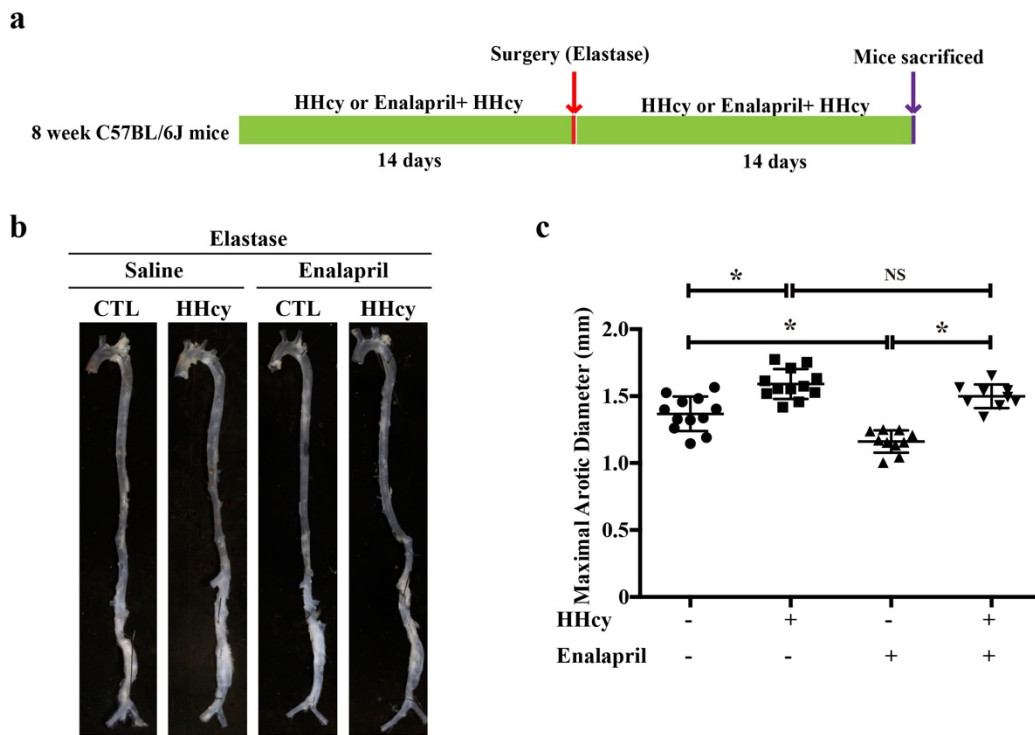 a
Surgery (Elastase)
Mice sacrificed
HHcy or Enalapril+ HHcy
HHcy or Enalapril+ HHcy
8 week C57BL/6J mice
14 days
14 days
b
Elastase
Saline
Enalapril
CTL
HHcy
CTL
HHcy
c
*
NS
*
*
Maximal Arotic Diameter (mm)
2.0
1.5
1.0
0.5
0
HHcy - + - +
Enalapril - - + +